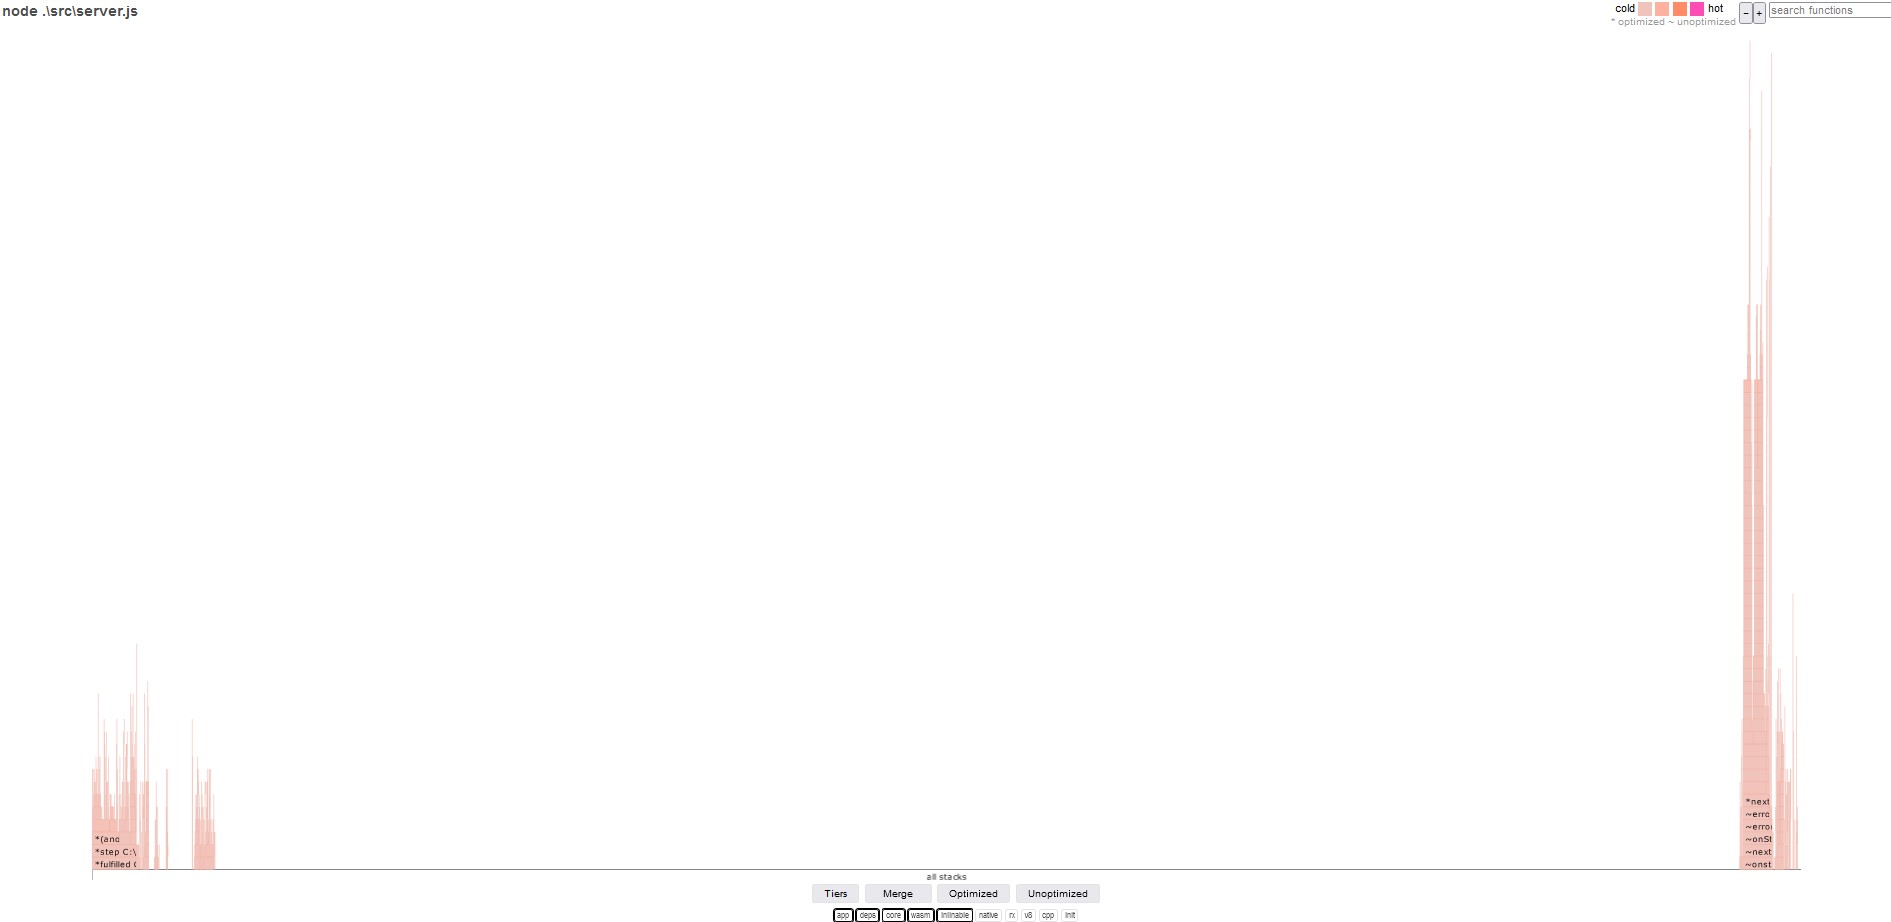 node .\src\server.js
cold hot
* optimized ~ unoptimized
− +
search functions
*(anc
*step C:\
*fulfilled (
*next
~erro
~erro
~onSt
~next
~onst
all stacks
Tiers Merge Optimized Unoptimized
app deps core wasm inlinable native rx v8 cpp init